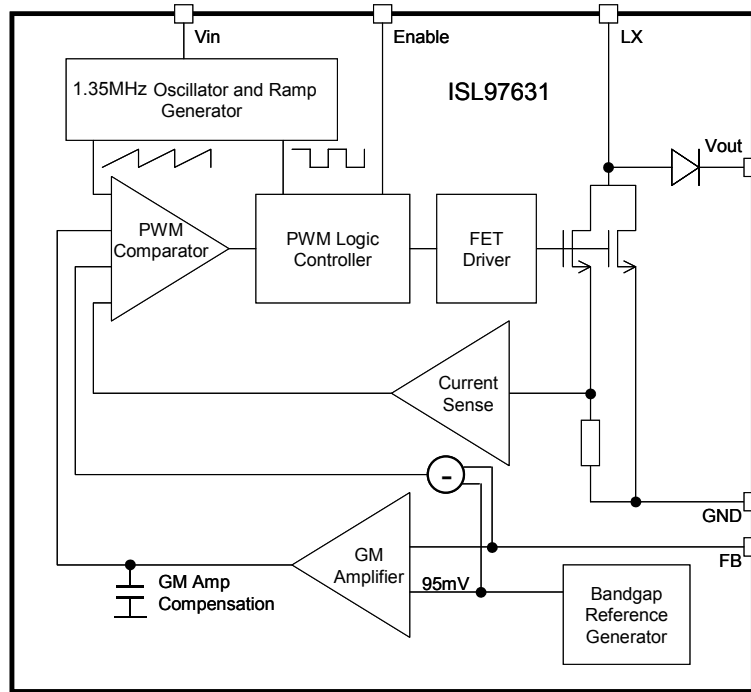 Vin
Enable
LX
1.35MHz Oscillator and Ramp
Generator
ISL97631
Vout
PWM
Comparator
PWM Logic
Controller
FET
Driver
Current
Sense
-
GND
FB
GM
Amplifier
95mV
GM Amp
Compensation
Bandgap
Reference
Generator